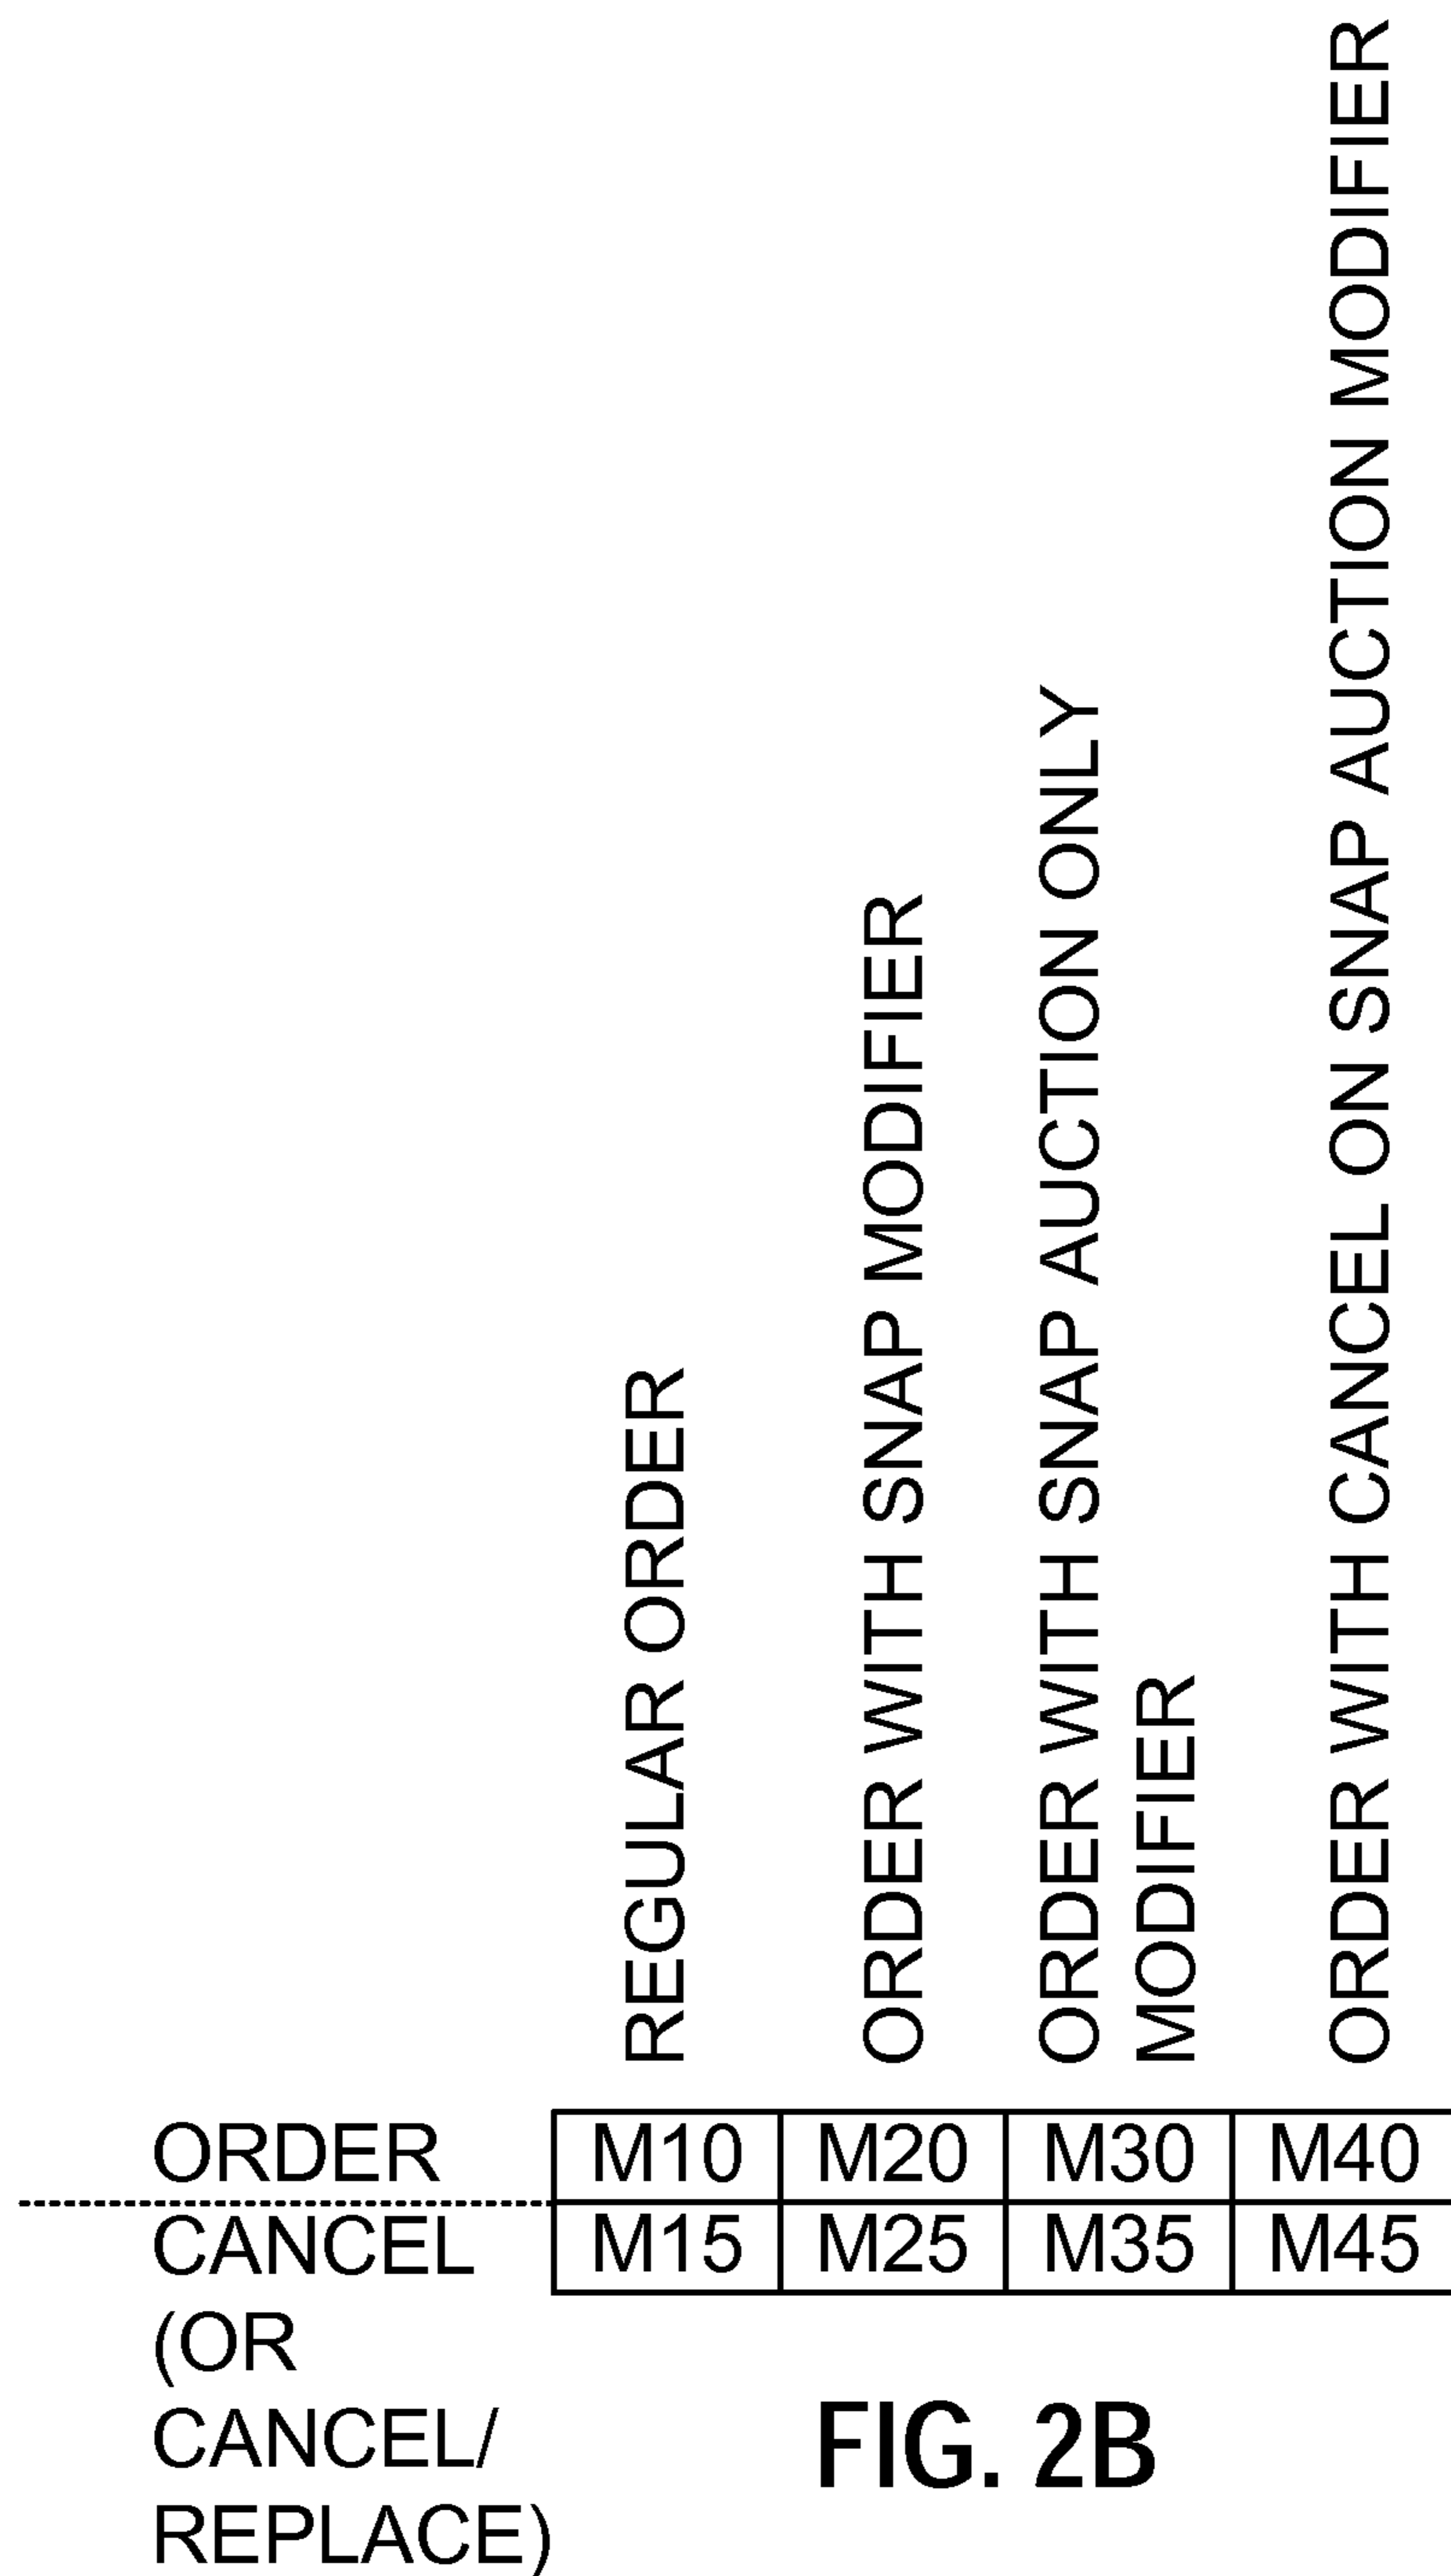 REGULAR ORDER
ORDER WITH SNAP MODIFIER
ORDER WITH SNAP AUCTION ONLY
MODIFIER
ORDER WITH CANCEL ON SNAP AUCTION MODIFIER
ORDER M10 M20 M30 M40
CANCEL M15 M25 M35 M45
(OR
CANCEL/
REPLACE)
FIG. 2B